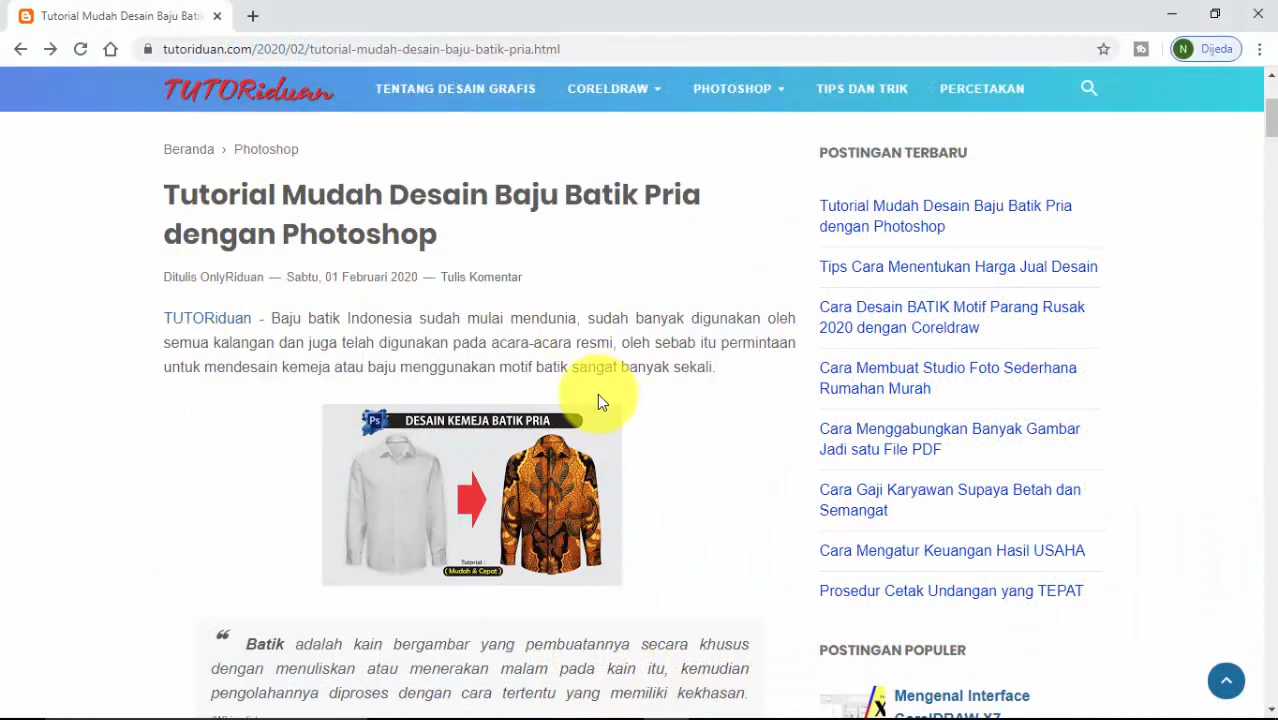 Tutorial Mudah Desain Baju Bati
tutoriduan.com/2020/02/tutorial-mudah-desain-baju-batik-pria.html
N Dijeda
TUTORiduan
TENTANG DESAIN GRAFIS
CORELDRAW
PHOTOSHOP
TIPS DAN TRIK
PERCETAKAN
Beranda › Photoshop
Tutorial Mudah Desain Baju Batik Pria
dengan Photoshop
Ditulis OnlyRiduan — Sabtu, 01 Februari 2020 — Tulis Komentar
TUTORiduan - Baju batik Indonesia sudah mulai mendunia, sudah banyak digunakan oleh
semua kalangan dan juga telah digunakan pada acara-acara resmi, oleh sebab itu permintaan
untuk mendesain kemeja atau baju menggunakan motif batik sangat banyak sekali.
Ps DESAIN KEMEJA BATIK PRIA
Tutorial :
( Mudah & Cepat )
“ Batik adalah kain bergambar yang pembuatannya secara khusus
dengan menuliskan atau menerakan malam pada kain itu, kemudian
pengolahannya diproses dengan cara tertentu yang memiliki kekhasan.
POSTINGAN TERBARU
Tutorial Mudah Desain Baju Batik Pria
dengan Photoshop
Tips Cara Menentukan Harga Jual Desain
Cara Desain BATIK Motif Parang Rusak
2020 dengan Coreldraw
Cara Membuat Studio Foto Sederhana
Rumahan Murah
Cara Menggabungkan Banyak Gambar
Jadi satu File PDF
Cara Gaji Karyawan Supaya Betah dan
Semangat
Cara Mengatur Keuangan Hasil USAHA
Prosedur Cetak Undangan yang TEPAT
POSTINGAN POPULER
Mengenal Interface
CorelDRAW X7